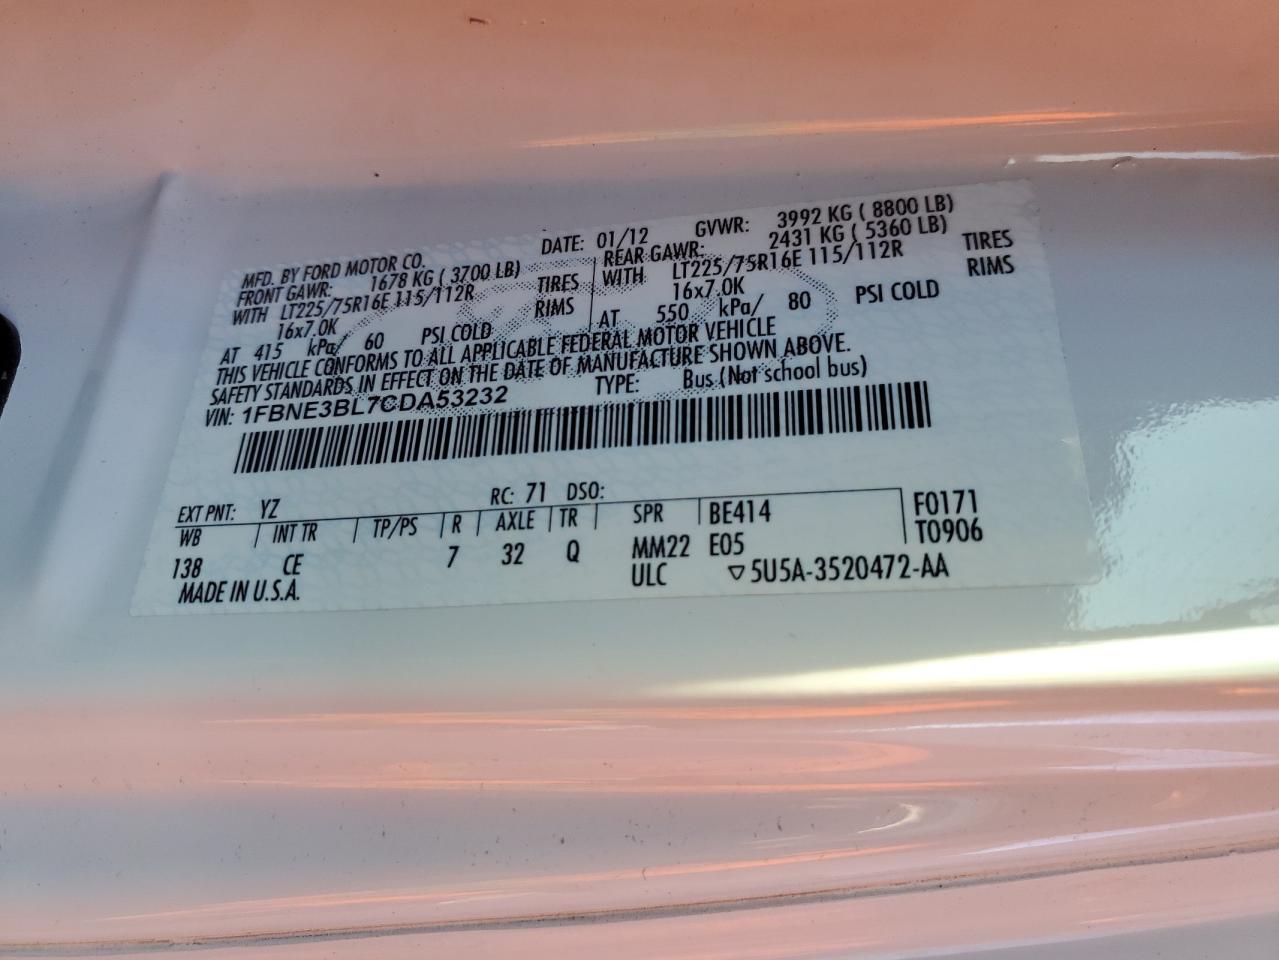 MFD. BY FORD MOTOR CO.
DATE: 01/12 GVWR: 3992 KG ( 8800 LB)
FRONT GAWR: 1678 KG ( 3700 LB) REAR GAWR: 2431 KG ( 5360 LB)
WITH LT225/75R16E 115/112R TIRES WITH LT225/75R16E 115/112R TIRES
16x7.0K RIMS 16x7.0K RIMS
AT 415 kPa/ 60 PSI COLD AT 550 kPa/ 80 PSI COLD
THIS VEHICLE CONFORMS TO ALL APPLICABLE FEDERAL MOTOR VEHICLE
SAFETY STANDARDS IN EFFECT ON THE DATE OF MANUFACTURE SHOWN ABOVE.
VIN: 1FBNE3BL7CDA53232 TYPE: Bus (Not school bus)
EXT PNT: YZ RC: 71 DSO:
WB INT TR TP/PS R AXLE TR SPR BE414 F0171
138 CE 7 32 Q MM22 E05 T0906
MADE IN U.S.A. ULC ▽5U5A-3520472-AA